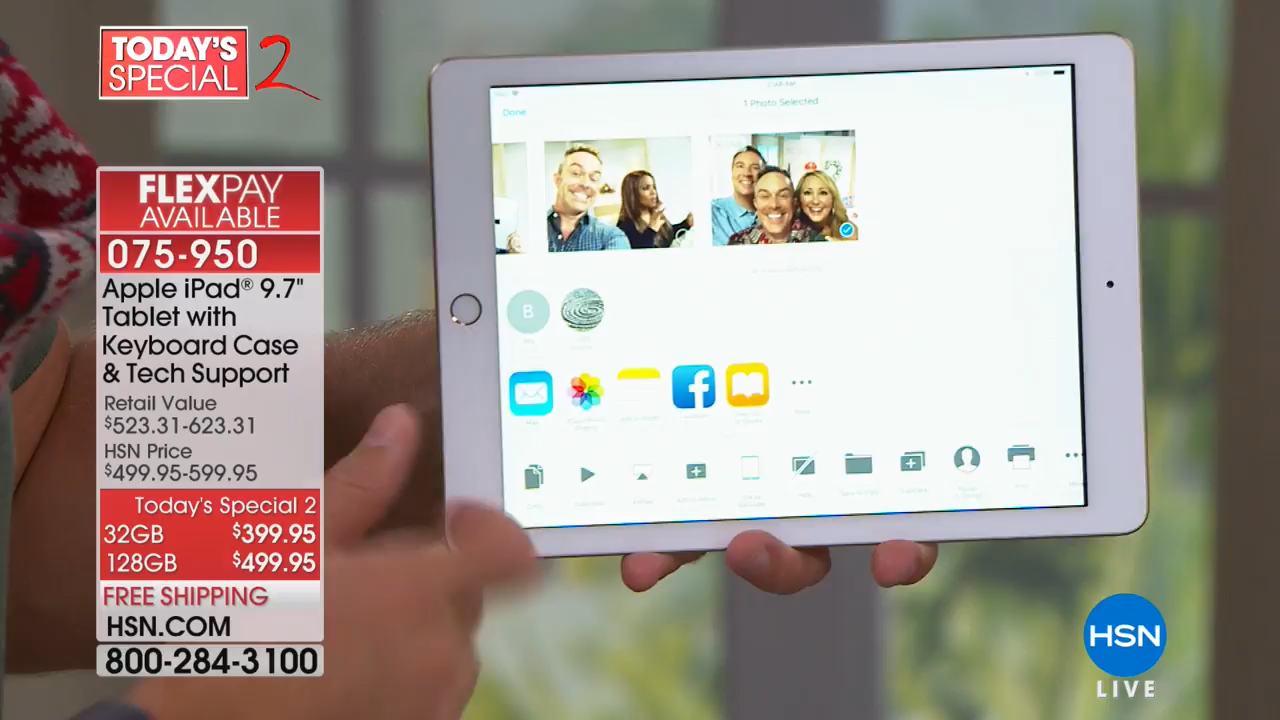 TODAY'S
SPECIAL 2
FLEXPAY
AVAILABLE
075-950
Apple iPad® 9.7"
Tablet with
Keyboard Case
& Tech Support
Retail Value
$523.31-623.31
HSN Price
$499.95-599.95
Today's Special 2
32GB $399.95
128GB $499.95
FREE SHIPPING
HSN.COM
800-284-3100
Done
1 Photo Selected
B
Mail
HSN
LIVE